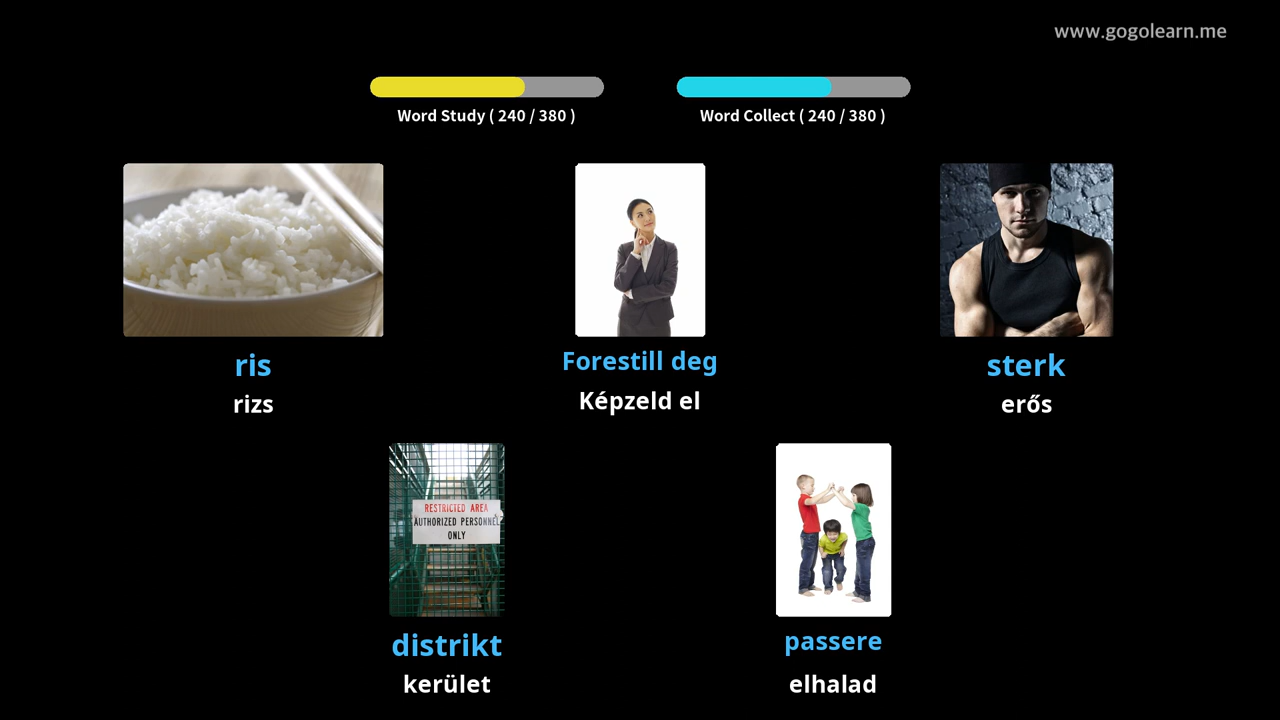 www.gogolearn.me
Word Study ( 240 / 380 )
Word Collect ( 240 / 380 )
ris
rizs
Forestill deg
Képzeld el
sterk
erős
RESTRICTED AREA
AUTHORIZED PERSONNEL
ONLY
distrikt
kerület
passere
elhalad